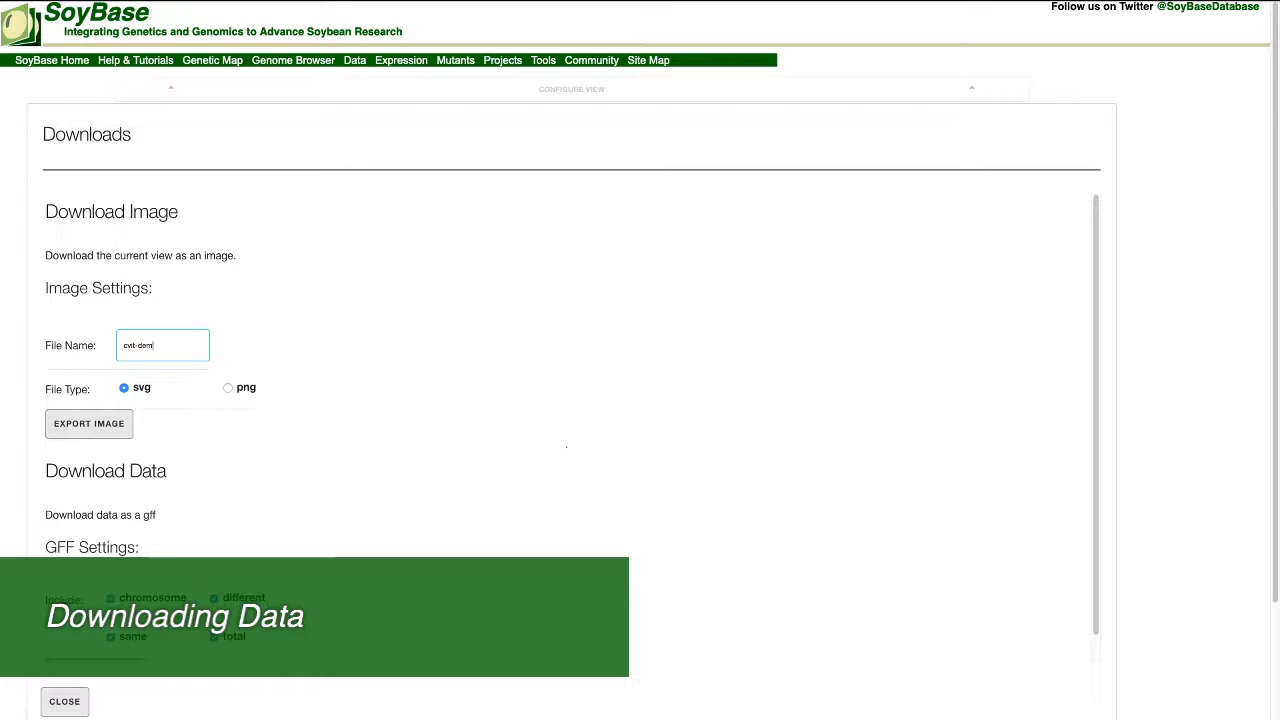 SoyBase
Integrating Genetics and Genomics to Advance Soybean Research
Follow us on Twitter @SoyBaseDatabase
SoyBase Home Help & Tutorials Genetic Map Genome Browser Data Expression Mutants Projects Tools Community Site Map
CONFIGURE VIEW
Downloads
Download Image
Download the current view as an image.
Image Settings:
File Name: cvit-dem
File Type: svg png
EXPORT IMAGE
Download Data
Download data as a gff
GFF Settings:
Include: chromosome different
Downloading Data
same total
CLOSE